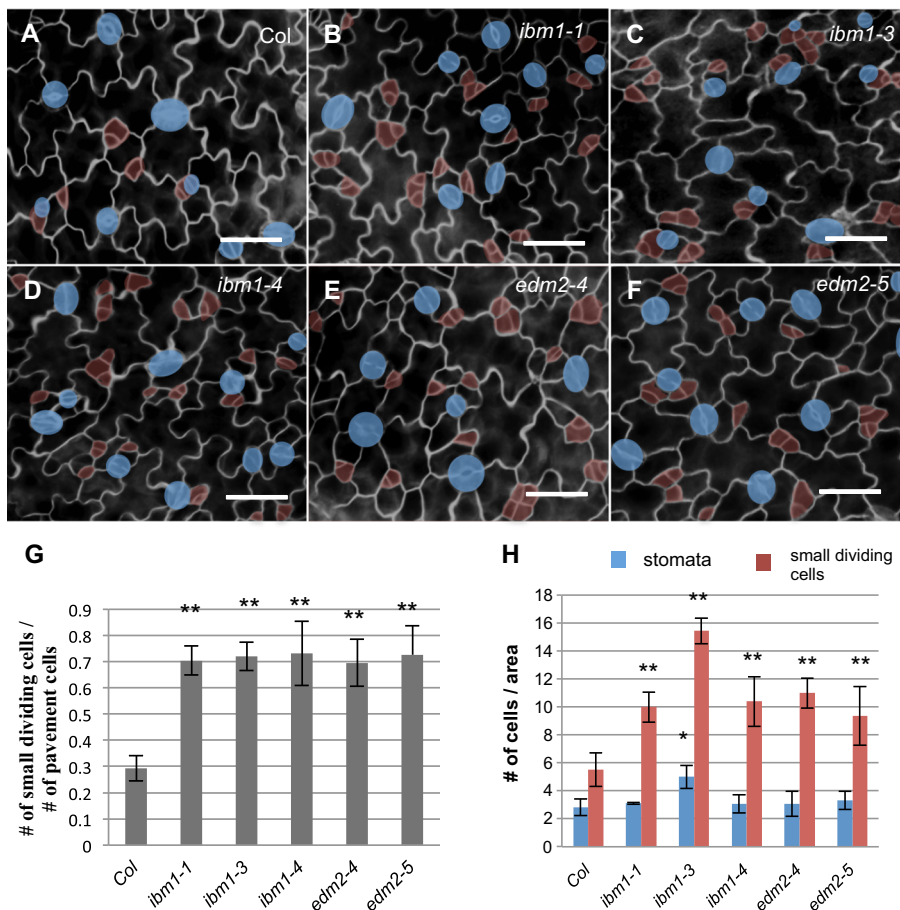 A
Col
B
ibm1-1
C
ibm1-3
D
ibm1-4
E
edm2-4
F
edm2-5
G
# of small dividing cells /
# of pavement cells
0.9
0.8
0.7
0.6
0.5
0.4
0.3
0.2
0.1
0
**
**
**
**
**
Col
ibm1-1
ibm1-3
ibm1-4
edm2-4
edm2-5
H
stomata
small dividing
cells
# of cells / area
18
16
14
12
10
8
6
4
2
0
**
*
**
**
**
**
Col
ibm1-1
ibm1-3
ibm1-4
edm2-4
edm2-5